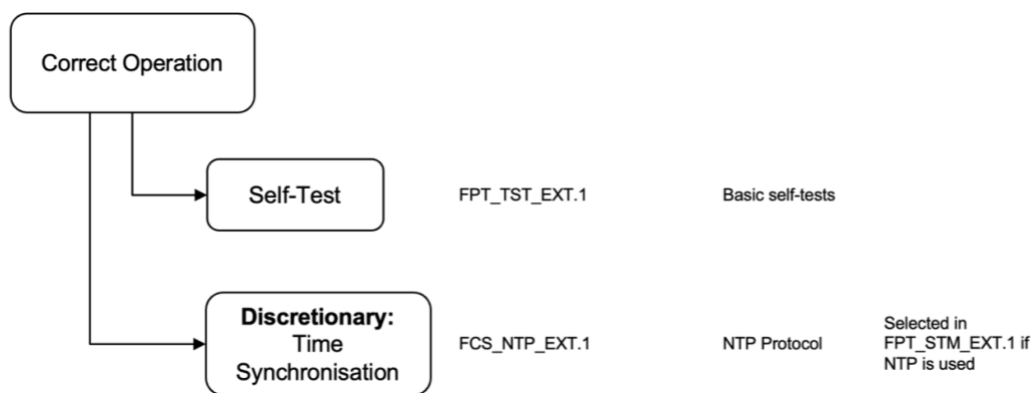 Correct Operation
Self-Test
FPT_TST_EXT.1
Basic self-tests
Discretionary:
Time
Synchronisation
FCS_NTP_EXT.1
NTP Protocol
Selected in
FPT_STM_EXT.1 if
NTP is used